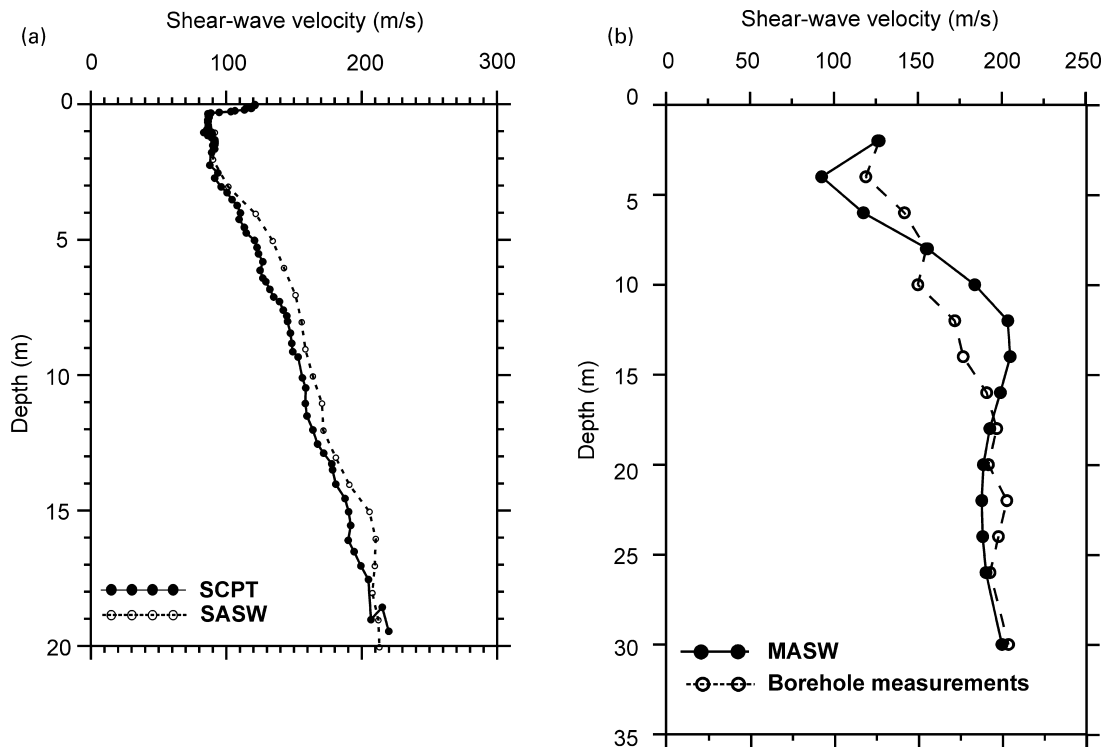 (a)
Shear-wave velocity (m/s)
0 100 200 300
0
5
10
15
20
Depth (m)
SCPT
SASW
(b)
Shear-wave velocity (m/s)
0 50 100 150 200 250
0
5
10
15
20
25
30
35
Depth (m)
MASW
Borehole measurements